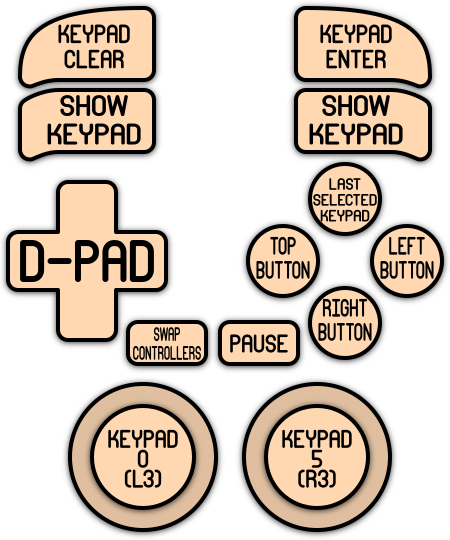 KEYPAD
CLEAR
KEYPAD
ENTER
SHOW
KEYPAD
SHOW
KEYPAD
LAST
SELECTED
KEYPAD
D-PAD
TOP
BUTTON
LEFT
BUTTON
RIGHT
BUTTON
SWAP
CONTROLLERS
PAUSE
KEYPAD
0
(L3)
KEYPAD
5
(R3)